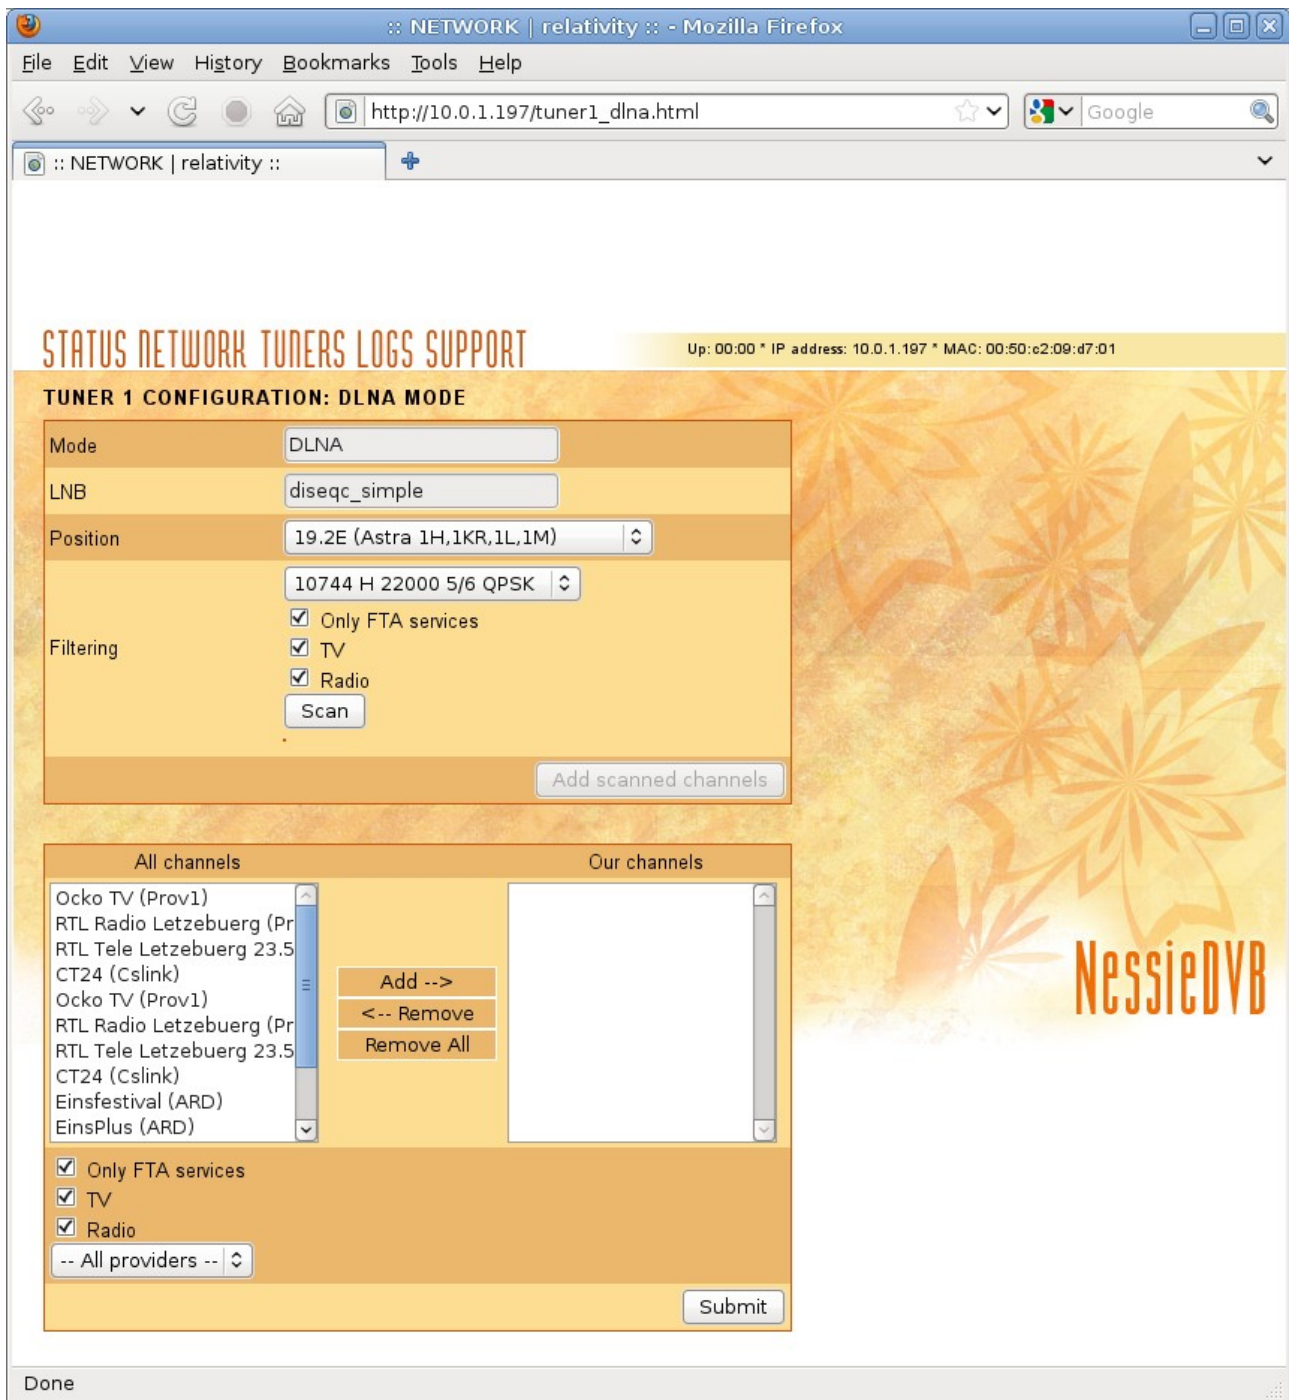 :: NETWORK | relativity :: - Mozilla Firefox
File Edit View History Bookmarks Tools Help
http://10.0.1.197/tuner1_dlna.html
Google
:: NETWORK | relativity ::
STATUS NETWORK TUNERS LOGS SUPPORT
Up: 00:00 * IP address: 10.0.1.197 * MAC: 00:50:c2:09:d7:01
TUNER 1 CONFIGURATION: DLNA MODE
Mode DLNA
LNB diseqc_simple
Position 19.2E (Astra 1H,1KR,1L,1M)
10744 H 22000 5/6 QPSK
Only FTA services
Filtering TV
Radio
Scan
.
Add scanned channels
All channels Our channels
Ocko TV (Prov1)
RTL Radio Letzebuerg (Pr
RTL Tele Letzebuerg 23.5
CT24 (Cslink)
Ocko TV (Prov1)
RTL Radio Letzebuerg (Pr
RTL Tele Letzebuerg 23.5
CT24 (Cslink)
Einsfestival (ARD)
EinsPlus (ARD)
Add -->
<-- Remove
Remove All
NessieDVB
Only FTA services
TV
Radio
-- All providers --
Submit
Done